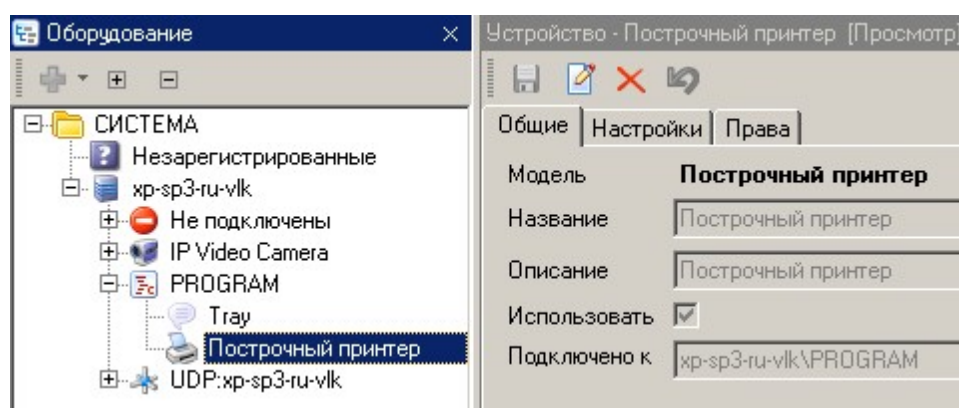 Оборудование
СИСТЕМА
Незарегистрированные
xp-sp3-ru-vlk
Не подключены
IP Video Camera
PROGRAM
Tray
Построчный принтер
UDP:xp-sp3-ru-vlk
Устройство - Построчный принтер [Просмотр]
Общие Настройки Права
Модель Построчный принтер
Название Построчный принтер
Описание Построчный принтер
Использовать
Подключено к xp-sp3-ru-vlk\PROGRAM